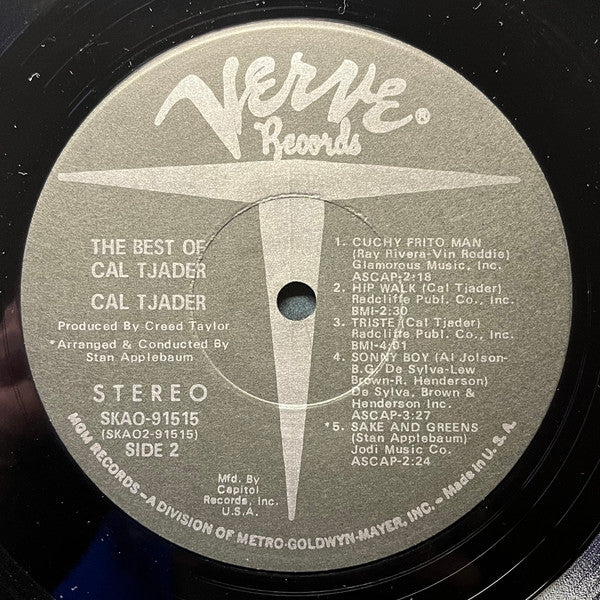 Verve®
Records
THE BEST OF
CAL TJADER
CAL TJADER
Produced By Creed Taylor
*Arranged & Conducted By
Stan Applebaum
STEREO
SKAO-91515
(SKAO2-91515)
SIDE 2
Mfd. By
Capitol
Records, Inc.
U.S.A.
1. CUCHY FRITO MAN
(Ray Rivera-Vin Roddie)
Glamorous Music, Inc.
ASCAP-2:18
2. HIP WALK (Cal Tjader)
Radcliffe Publ. Co., Inc.
BMI-2:30
3. TRISTE (Cal Tjader)
Radcliffe Publ. Co., Inc.
BMI-4:01
4. SONNY BOY (Al Jolson-
B.G. De Sylva-Lew
Brown-R. Henderson)
De Sylva, Brown &
Henderson Inc.
ASCAP-3:27
*5. SAKE AND GREENS
(Stan Applebaum)
Jodi Music Co.
ASCAP-2:24
MGM RECORDS – A DIVISION OF METRO-GOLDWYN-MAYER, INC. – Made in U.S.A.